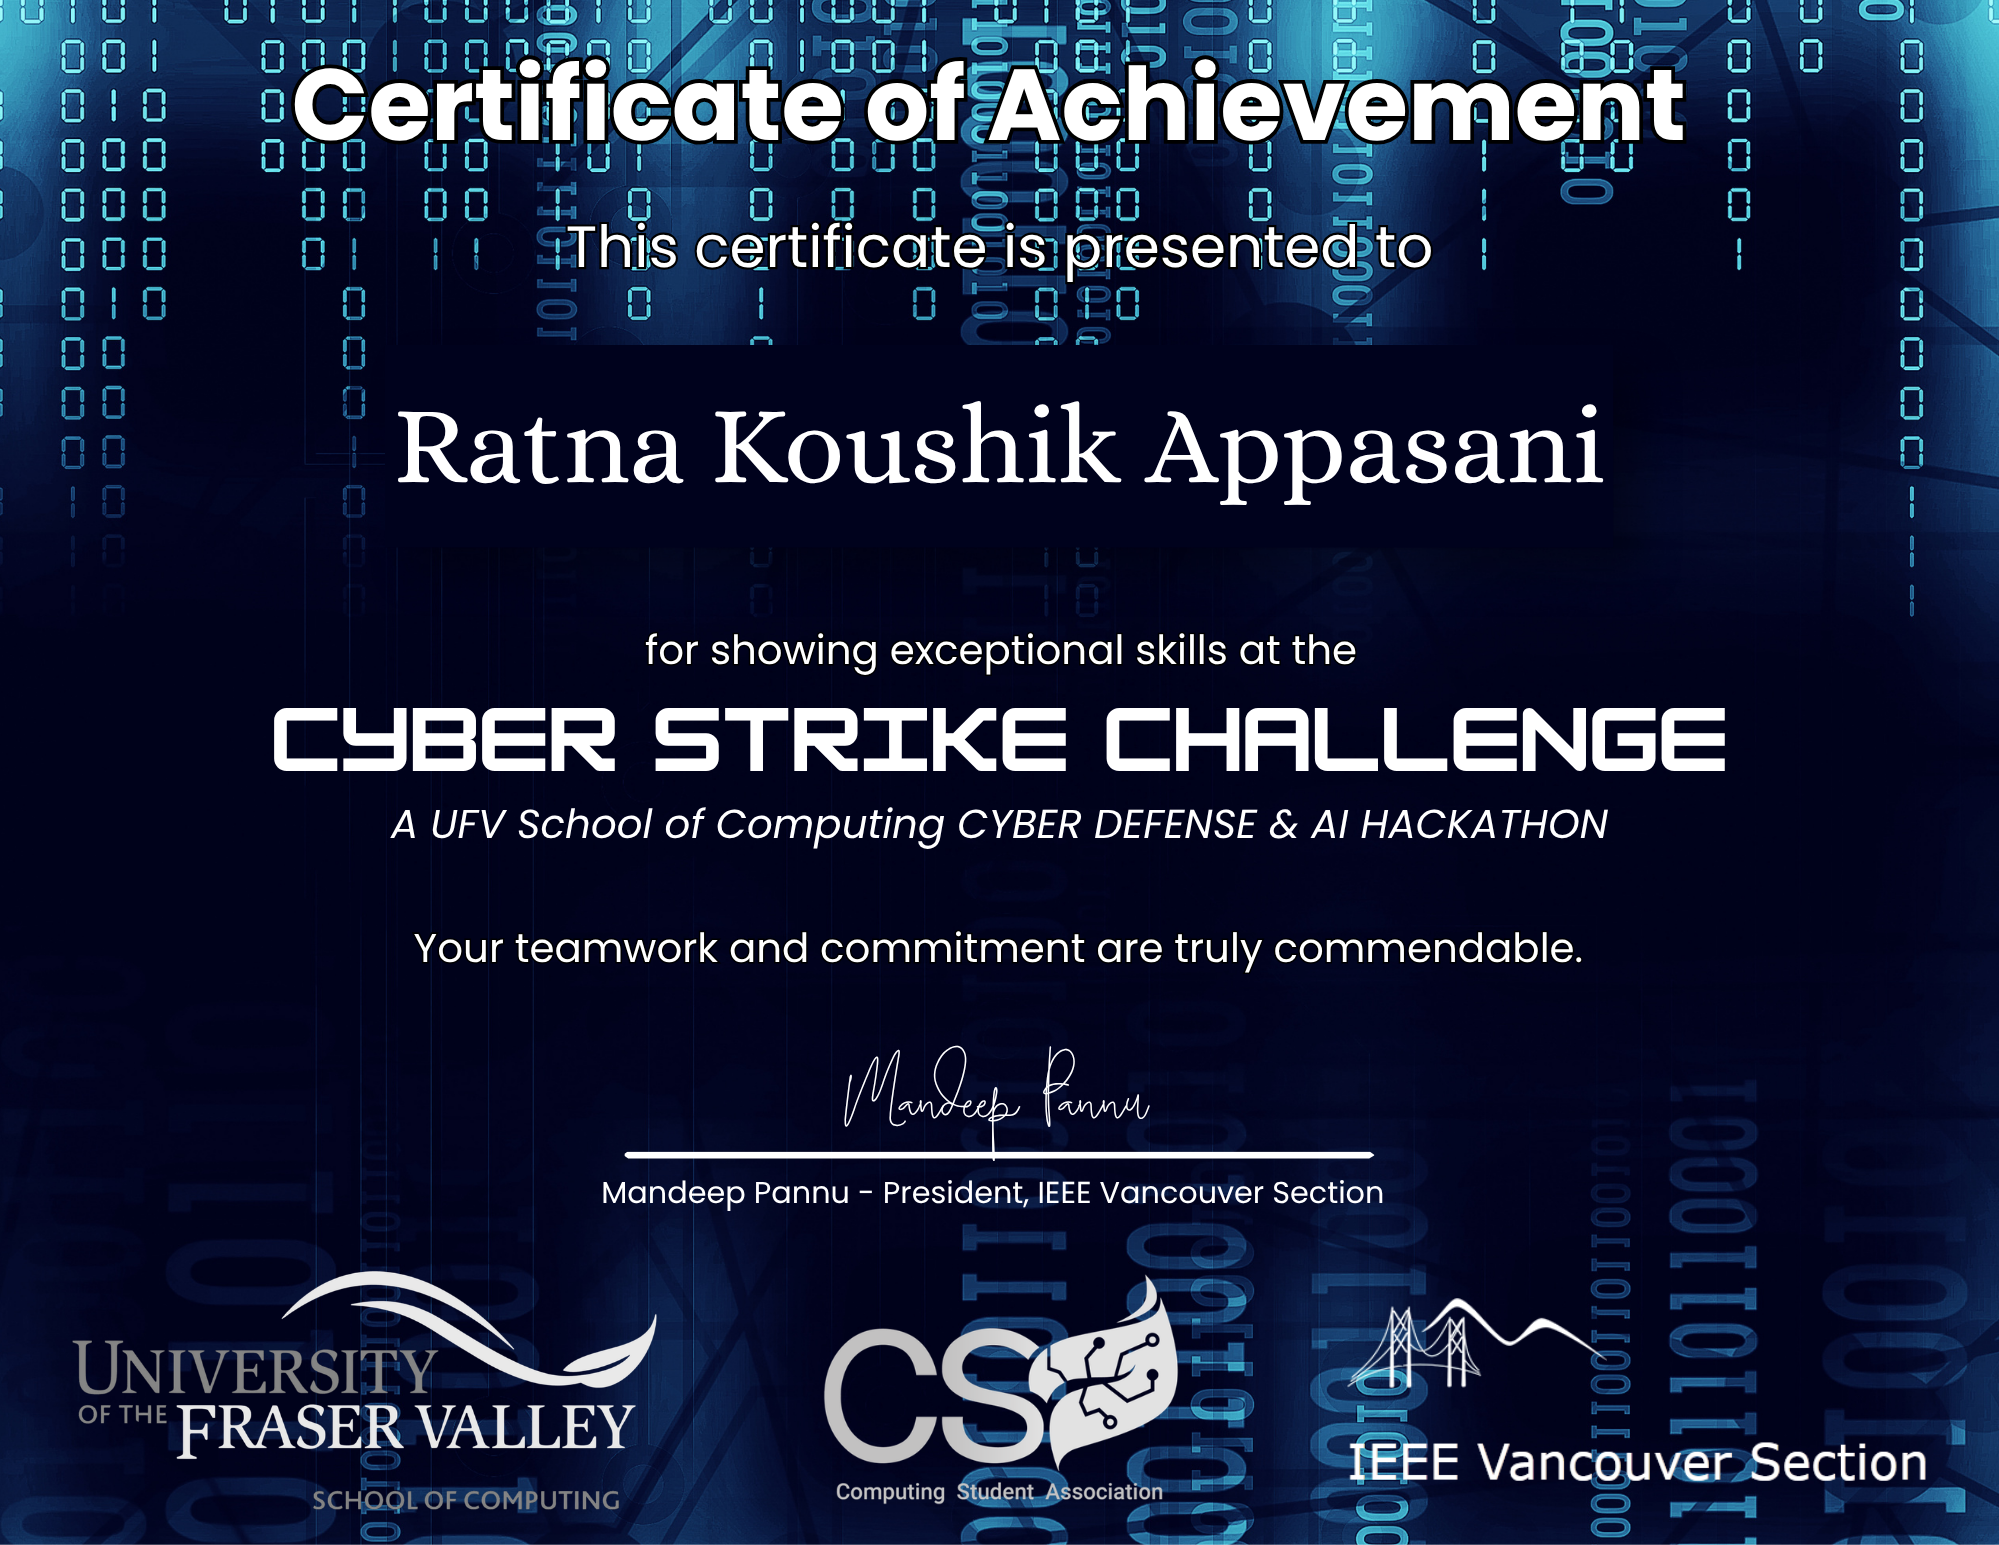 Certificate of Achievement
This certificate is presented to
Ratna Koushik Appasani
for showing exceptional skills at the
CYBER STRIKE CHALLENGE
A UFV School of Computing CYBER DEFENSE & AI HACKATHON
Your teamwork and commitment are truly commendable.
Mandeep Pannu
Mandeep Pannu - President, IEEE Vancouver Section
UNIVERSITY
OF THE FRASER VALLEY
SCHOOL OF COMPUTING
CS
Computing Student Association
IEEE Vancouver Section